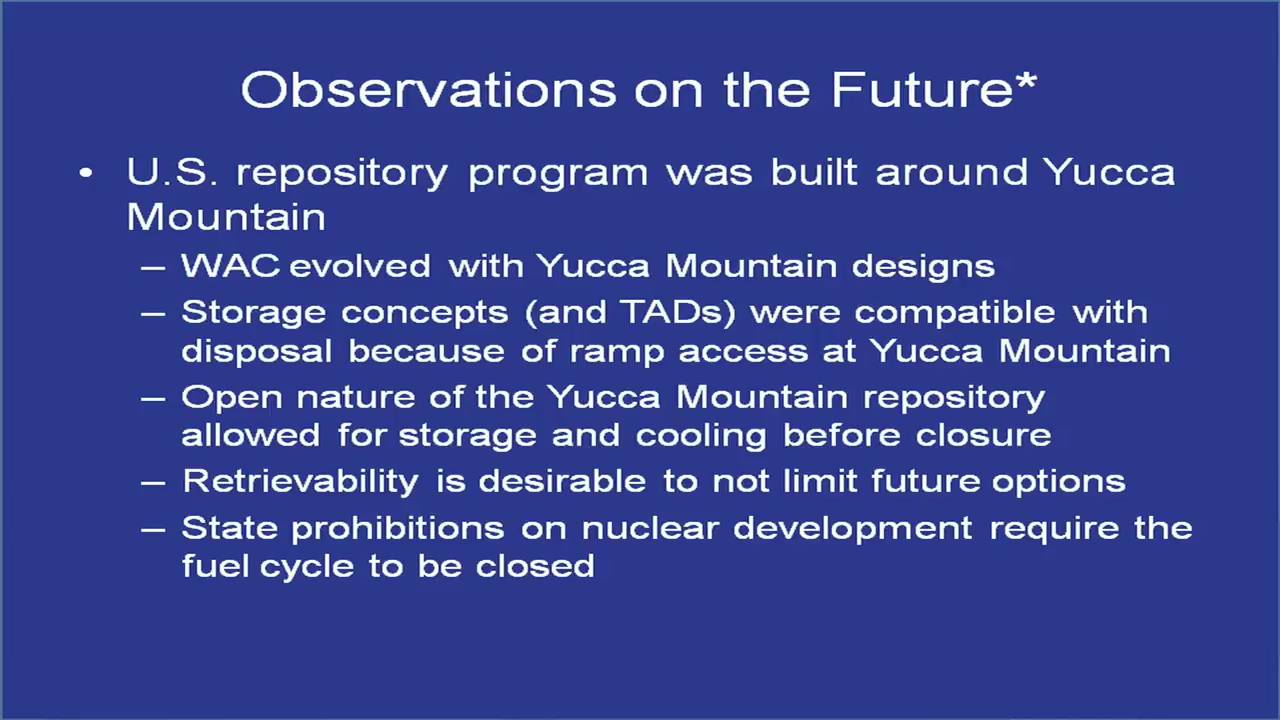 Observations on the Future*
• U.S. repository program was built around Yucca
Mountain
– WAC evolved with Yucca Mountain designs
– Storage concepts (and TADs) were compatible with
disposal because of ramp access at Yucca Mountain
– Open nature of the Yucca Mountain repository
allowed for storage and cooling before closure
– Retrievability is desirable to not limit future options
– State prohibitions on nuclear development require the
fuel cycle to be closed